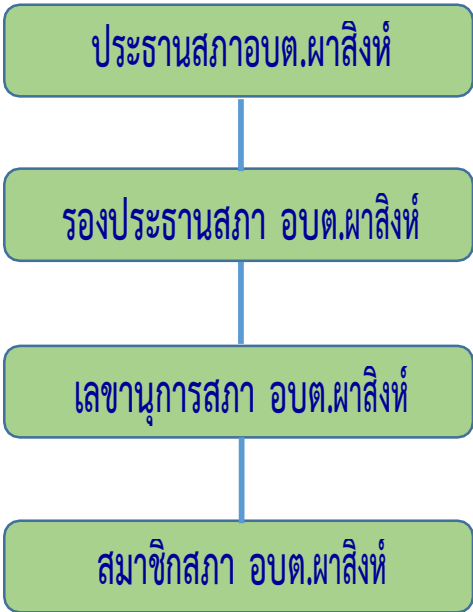 ประธานสภาอบต.ผาสิงห์
รองประธานสภา อบต.ผาสิงห์
เลขานุการสภา อบต.ผาสิงห์
สมาชิกสภา อบต.ผาสิงห์